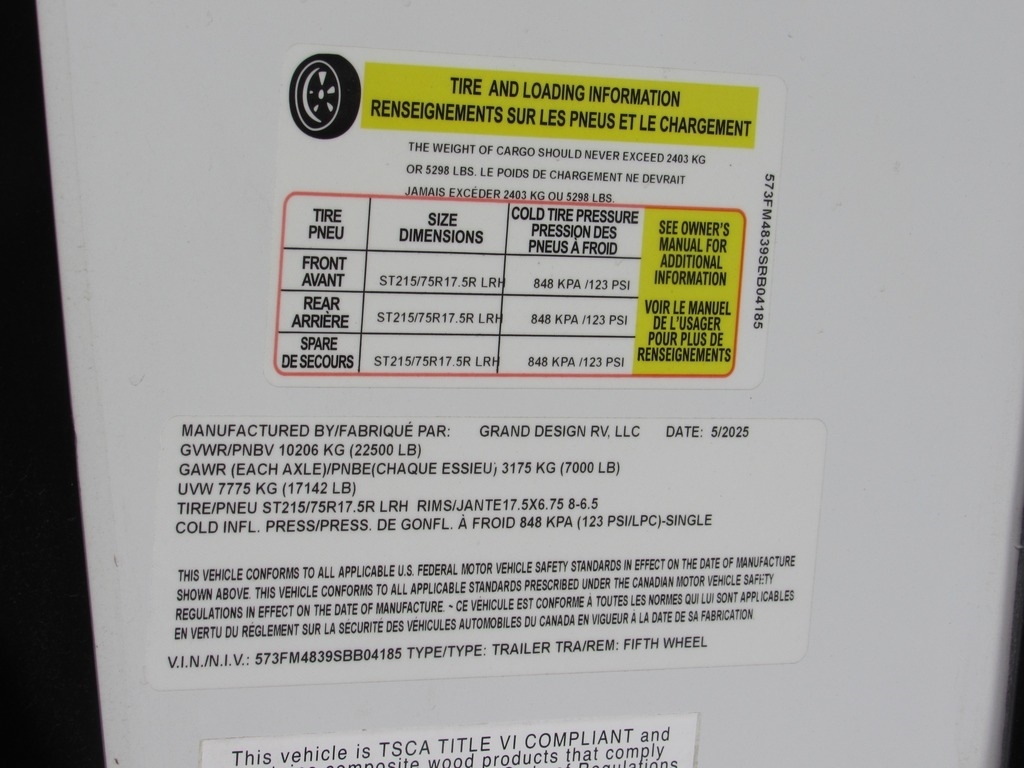 TIRE AND LOADING INFORMATION
RENSEIGNEMENTS SUR LES PNEUS ET LE CHARGEMENT
THE WEIGHT OF CARGO SHOULD NEVER EXCEED 2403 KG
OR 5298 LBS. LE POIDS DE CHARGEMENT NE DEVRAIT
JAMAIS EXCÉDER 2403 KG OU 5298 LBS.
TIRE
PNEU
SIZE
DIMENSIONS
COLD TIRE PRESSURE
PRESSION DES
PNEUS À FROID
FRONT
AVANT
ST215/75R17.5R LRH
848 KPA /123 PSI
REAR
ARRIÈRE
ST215/75R17.5R LRH
848 KPA /123 PSI
SPARE
DE SECOURS
ST215/75R17.5R LRH
848 KPA /123 PSI
SEE OWNER'S
MANUAL FOR
ADDITIONAL
INFORMATION
VOIR LE MANUEL
DE L'USAGER
POUR PLUS DE
RENSEIGNEMENTS
573FM4839SBB04185
MANUFACTURED BY/FABRIQUÉ PAR: GRAND DESIGN RV, LLC DATE: 5/2025
GVWR/PNBV 10206 KG (22500 LB)
GAWR (EACH AXLE)/PNBE(CHAQUE ESSIEU) 3175 KG (7000 LB)
UVW 7775 KG (17142 LB)
TIRE/PNEU ST215/75R17.5R LRH RIMS/JANTE17.5X6.75 8-6.5
COLD INFL. PRESS/PRESS. DE GONFL. À FROID 848 KPA (123 PSI/LPC)-SINGLE
THIS VEHICLE CONFORMS TO ALL APPLICABLE U.S. FEDERAL MOTOR VEHICLE SAFETY STANDARDS IN EFFECT ON THE DATE OF MANUFACTURE
SHOWN ABOVE. THIS VEHICLE CONFORMS TO ALL APPLICABLE STANDARDS PRESCRIBED UNDER THE CANADIAN MOTOR VEHICLE SAFETY
REGULATIONS IN EFFECT ON THE DATE OF MANUFACTURE. - CE VÉHICULE EST CONFORME À TOUTES LES NORMES QUI LUI SONT APPLICABLES
EN VERTU DU RÉGLEMENT SUR LA SÉCURITÉ DES VÉHICULES AUTOMOBILES DU CANADA EN VIGUEUR À LA DATE DE SA FABRICATION
V.I.N./N.I.V.: 573FM4839SBB04185 TYPE/TYPE: TRAILER TRA/REM: FIFTH WHEEL
This vehicle is TSCA TITLE VI COMPLIANT and
composite wood products that comply
of Regulations